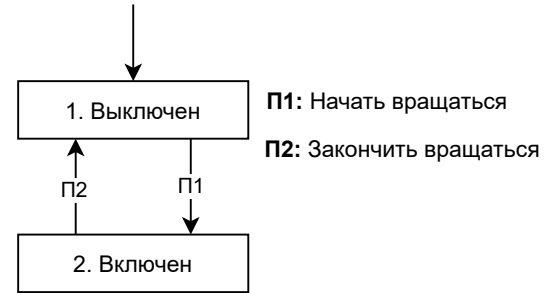 1. Выключен
П1: Начать вращаться
П2: Закончить вращаться
П2
П1
2. Включен